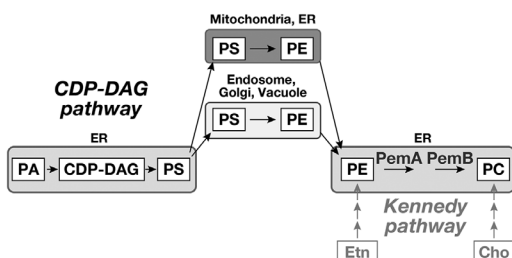 Mitochondria, ER
PS PE
CDP-DAG
pathway
Endosome,
Golgi, Vacuole
PS PE
ER
PA CDP-DAG PS
ER
PE PemA PemB PC
Kennedy
pathway
Etn Cho